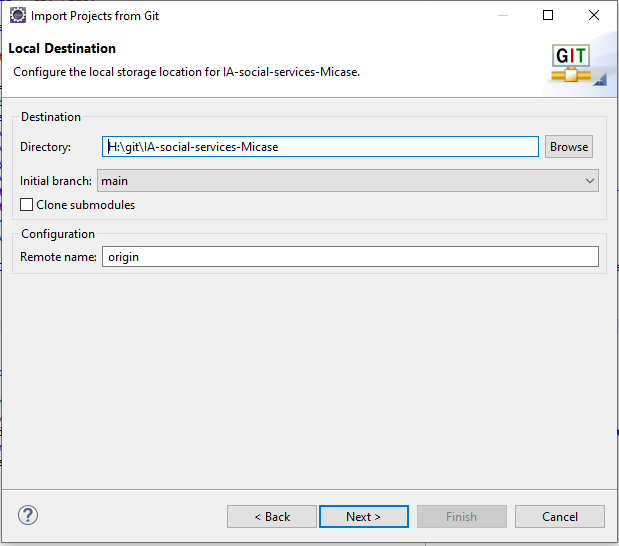 Import Projects from Git
Local Destination
Configure the local storage location for IA-social-services-Micase.
GIT
Destination
Directory: H:\git\IA-social-services-Micase Browse
Initial branch: main
Clone submodules
Configuration
Remote name: origin
? < Back Next > Finish Cancel